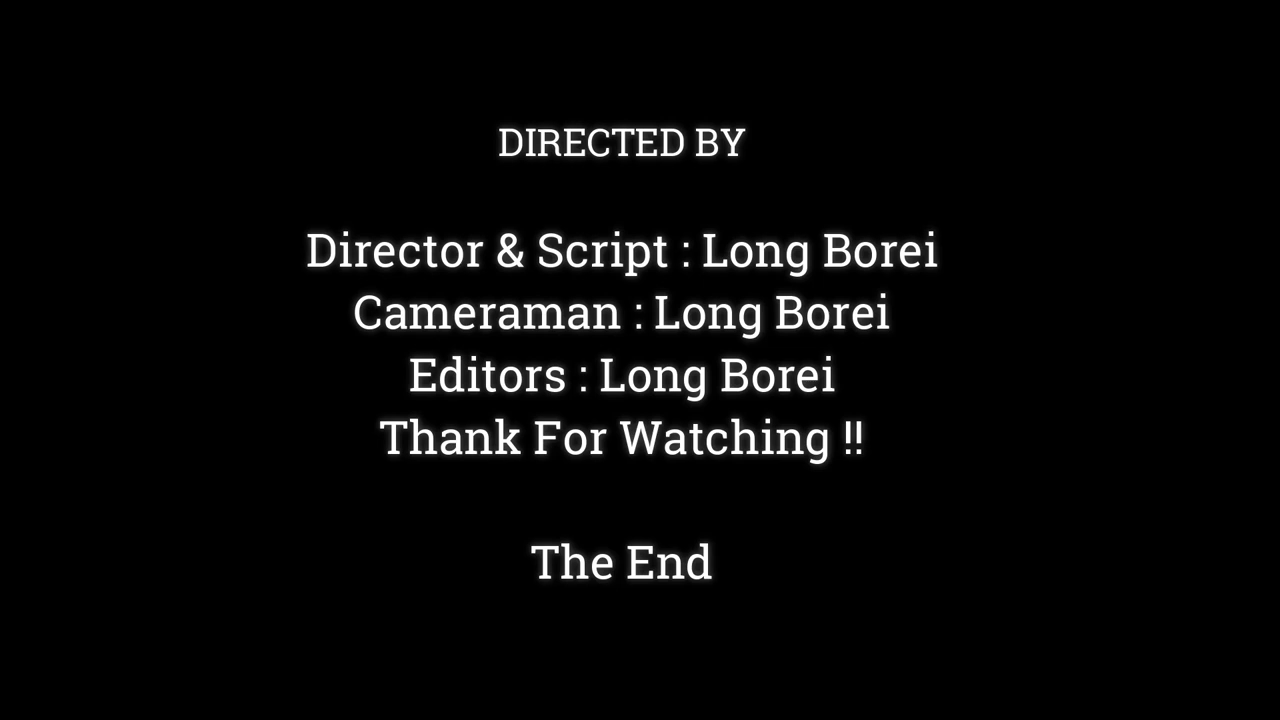 DIRECTED BY
Director & Script : Long Borei
Cameraman : Long Borei
Editors : Long Borei
Thank For Watching !!
The End